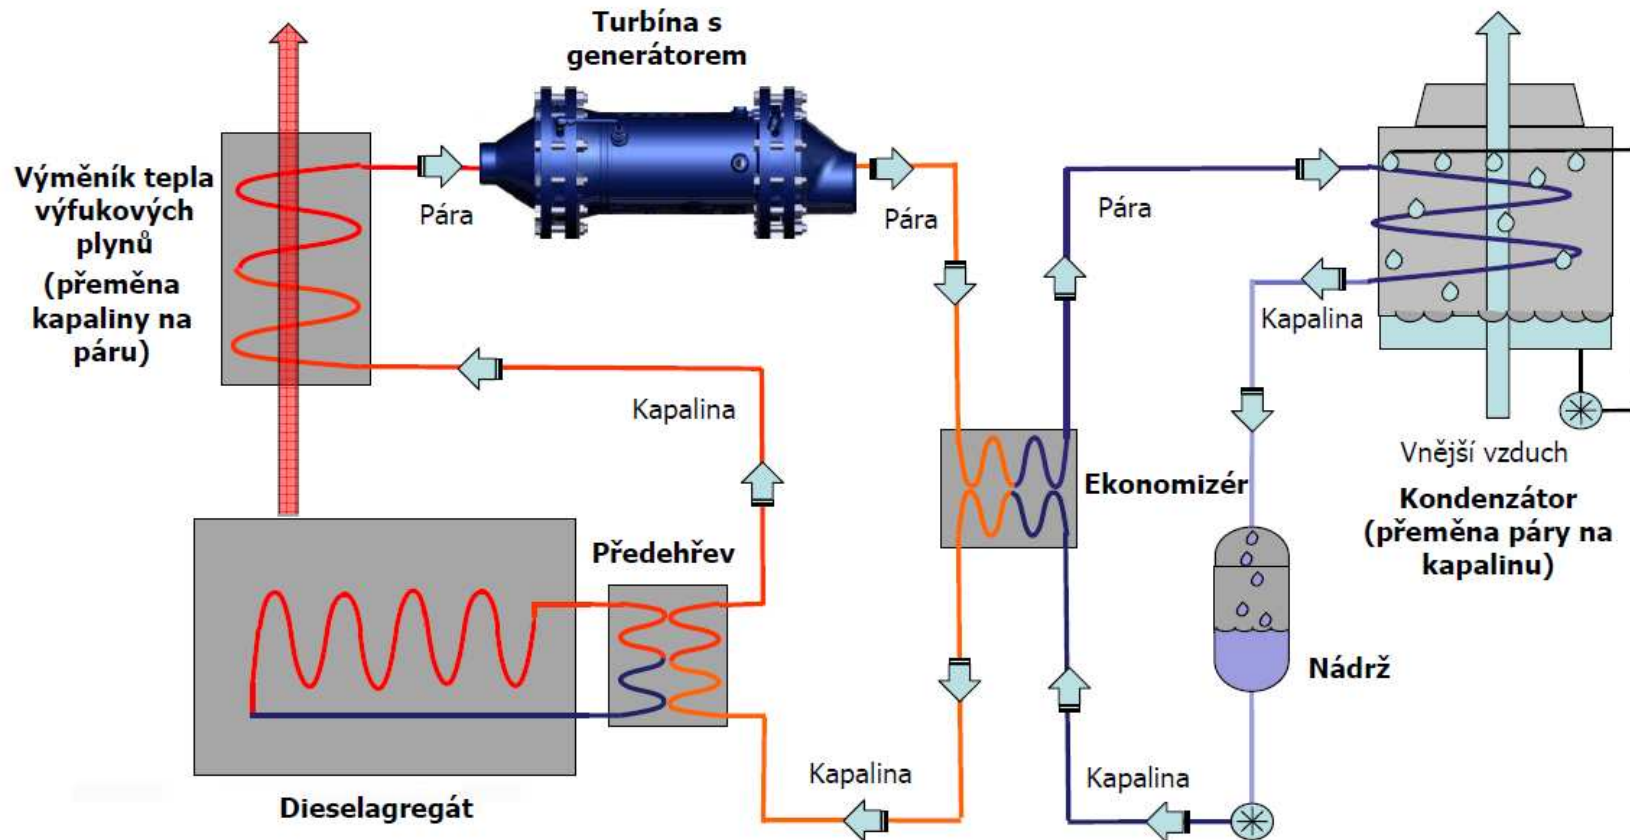 Turbína s
generátorem
Výměník tepla
výfukových
plynů
(přeměna
kapaliny na
páru)
Pára
Pára
Pára
Kapalina
Kapalina
Vnější vzduch
Kondenzátor
(přeměna páry na
kapalinu)
Ekonomizér
Předehřev
Nádrž
Kapalina
Kapalina
Dieselagregát